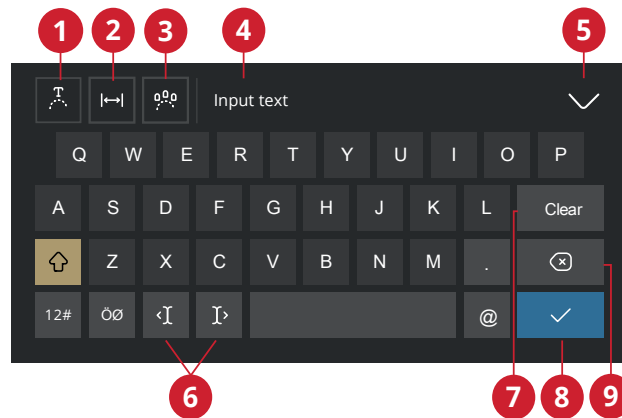 1 2 3 4 5
T Input text
Q W E R T Y U I O P
A S D F G H J K L Clear
Z X C V B N M .
12# ÖØ @
6 7 8 9